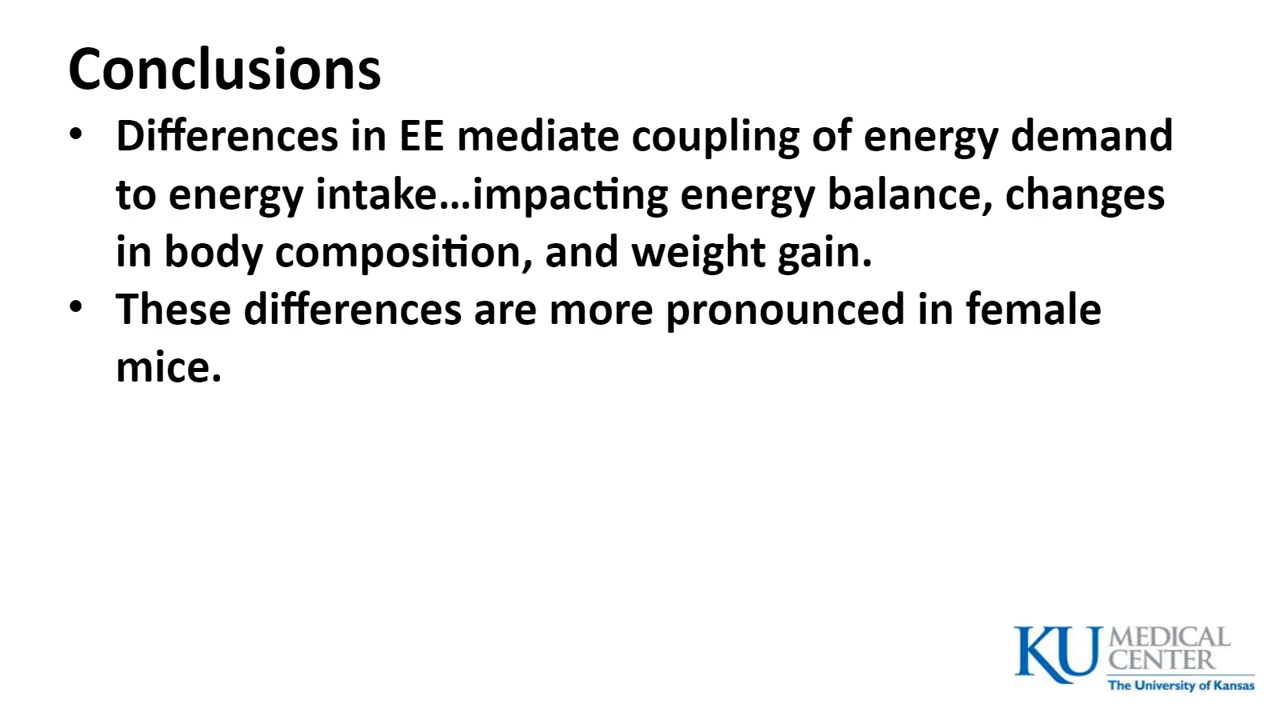 Conclusions
• Differences in EE mediate coupling of energy demand
to energy intake…impacting energy balance, changes
in body composition, and weight gain.
• These differences are more pronounced in female
mice.
KU MEDICAL
CENTER
The University of Kansas